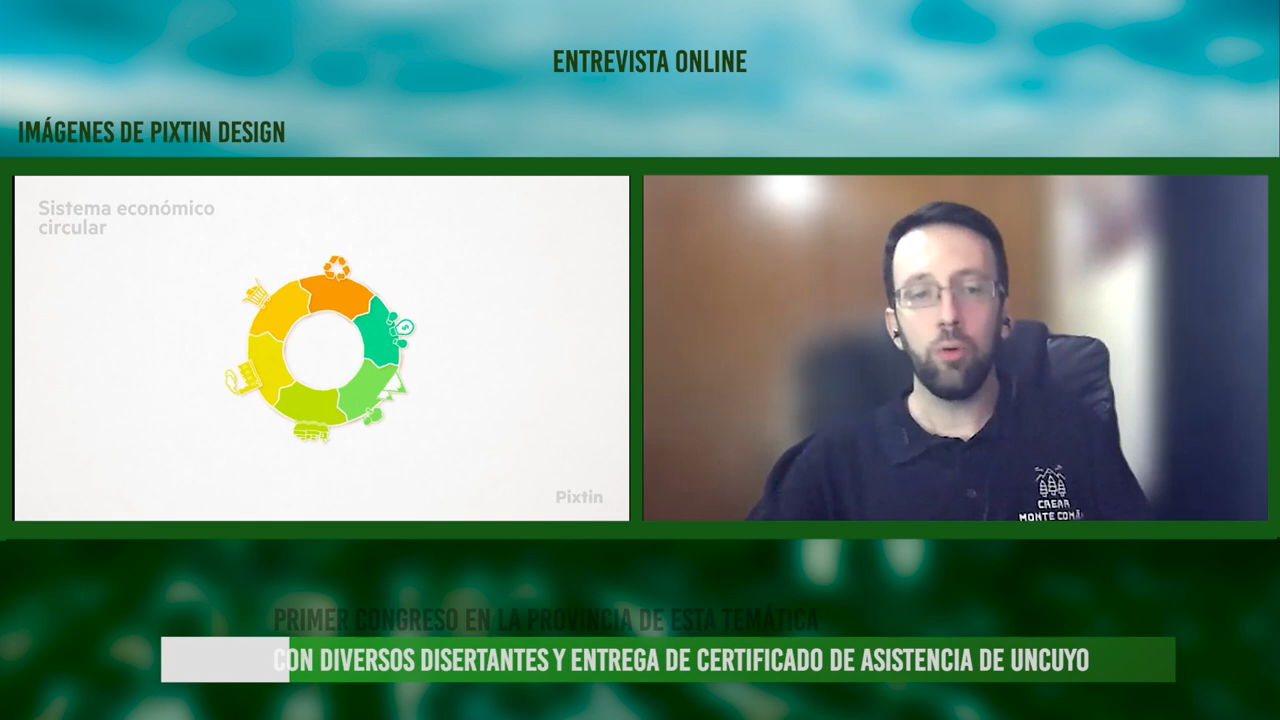 ENTREVISTA ONLINE
IMÁGENES DE PIXTIN DESIGN
Sistema económico
circular
Pixtin
CREAR
MONTE COMÁ
PRIMER CONGRESO EN LA PROVINCIA DE ESTA TEMÁTICA
CON DIVERSOS DISERTANTES Y ENTREGA DE CERTIFICADO DE ASISTENCIA DE UNCUYO